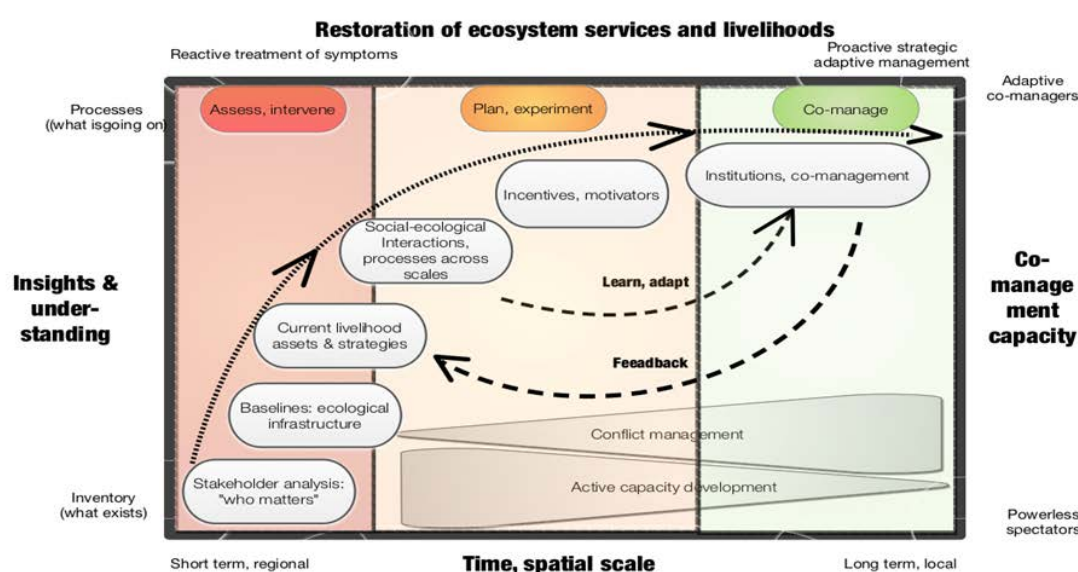 Restoration of ecosystem services and livelihoods
Reactive treatment of symptoms
Proactive strategic
adaptive management
Processes
((what isgoing on)
Adaptive
co-managers
Assess, intervene
Plan, experiment
Co-manage
Institutions, co-management
Incentives, motivators
Social-ecological
Interactions,
processes across
scales
Insights &
under-
standing
Co-
manage
ment
capacity
Learn, adapt
Current livelihood
assets & strategies
Feeadback
Baselines: ecological
infrastructure
Conflict management
Stakeholder analysis:
"who matters"
Active capacity development
Inventory
(what exists)
Powerless
spectators
Short term, regional
Time, spatial scale
Long term, local